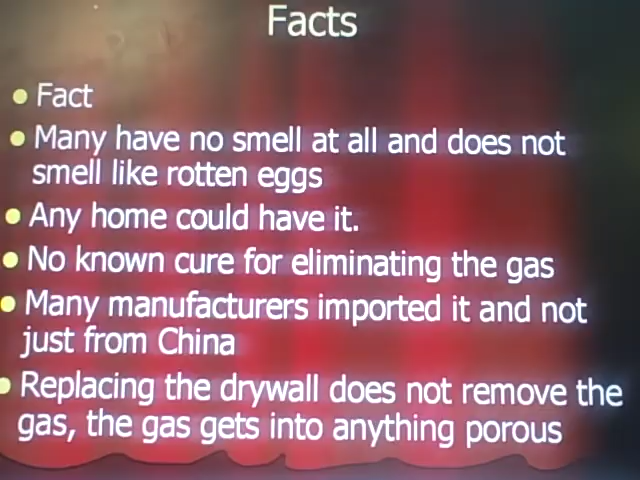 Facts
• Fact
• Many have no smell at all and does not
smell like rotten eggs
• Any home could have it.
• No known cure for eliminating the gas
• Many manufacturers imported it and not
just from China
• Replacing the drywall does not remove the
gas, the gas gets into anything porous